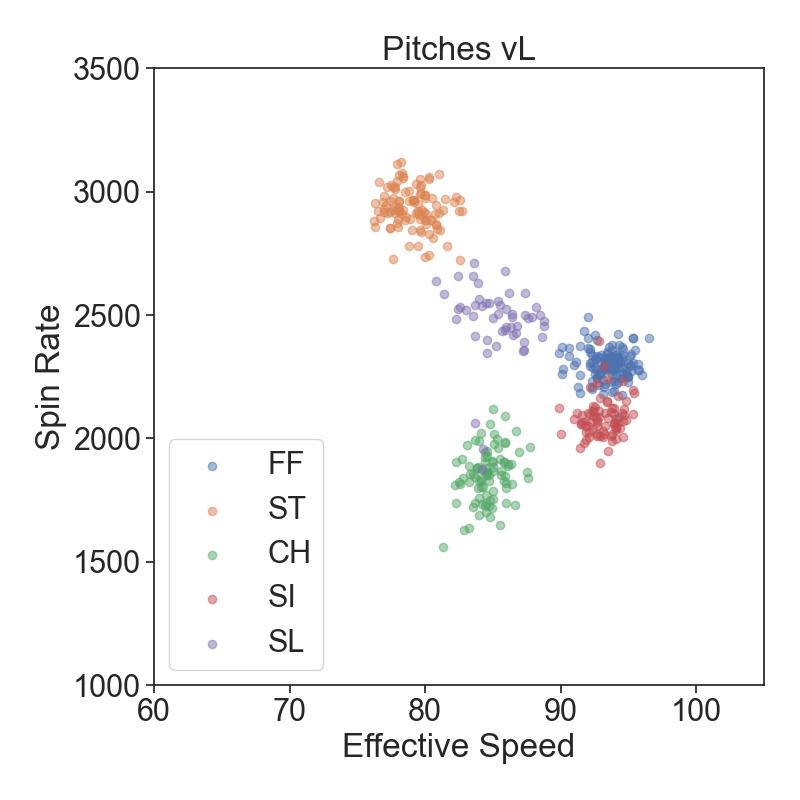 Pitches vL
3500
3000
2500
2000
1500
1000
Spin Rate
FF
ST
CH
SI
SL
60 70 80 90 100
Effective Speed